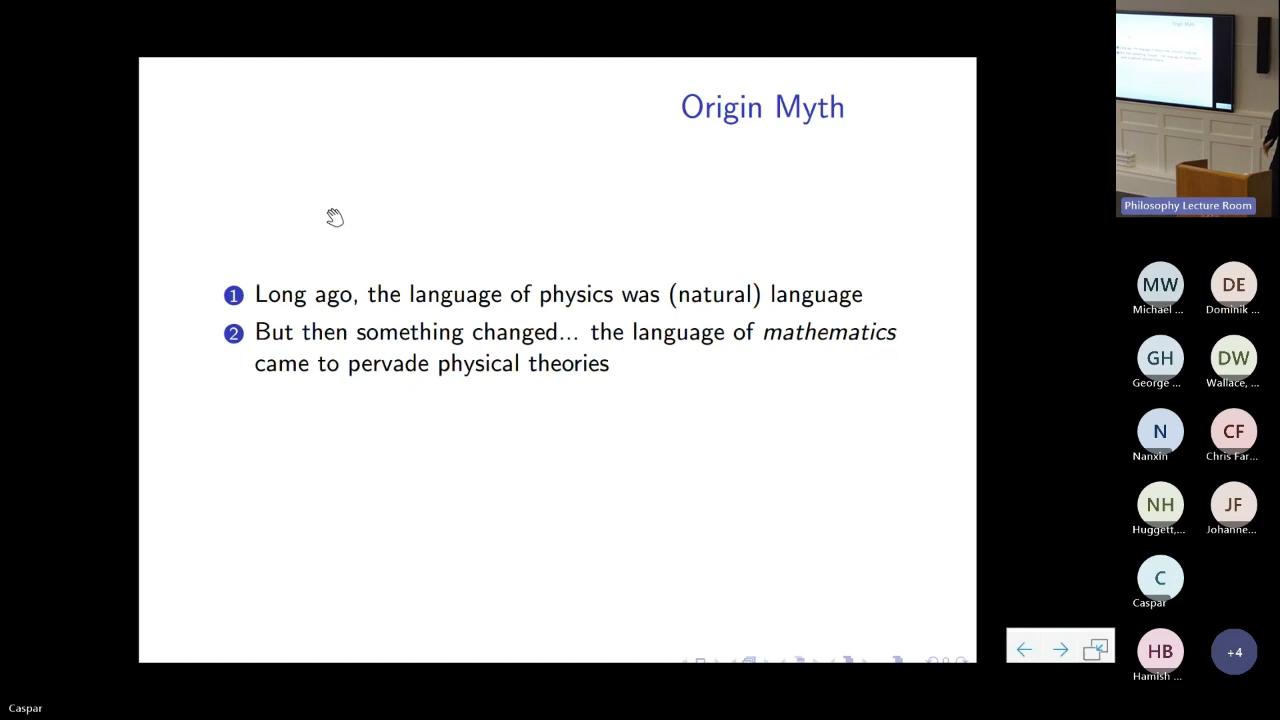 Origin Myth
1 Long ago, the language of physics was (natural) language
2 But then something changed... the language of mathematics
came to pervade physical theories
Origin Myth
Philosophy Lecture Room
MW
DE
Michael ...
Dominik ...
GH
DW
George ...
Wallace, ...
N
CF
Nanxin
Chris Far...
NH
JF
Huggett,...
Johanne...
C
Caspar
HB
+4
Hamish ...
Caspar